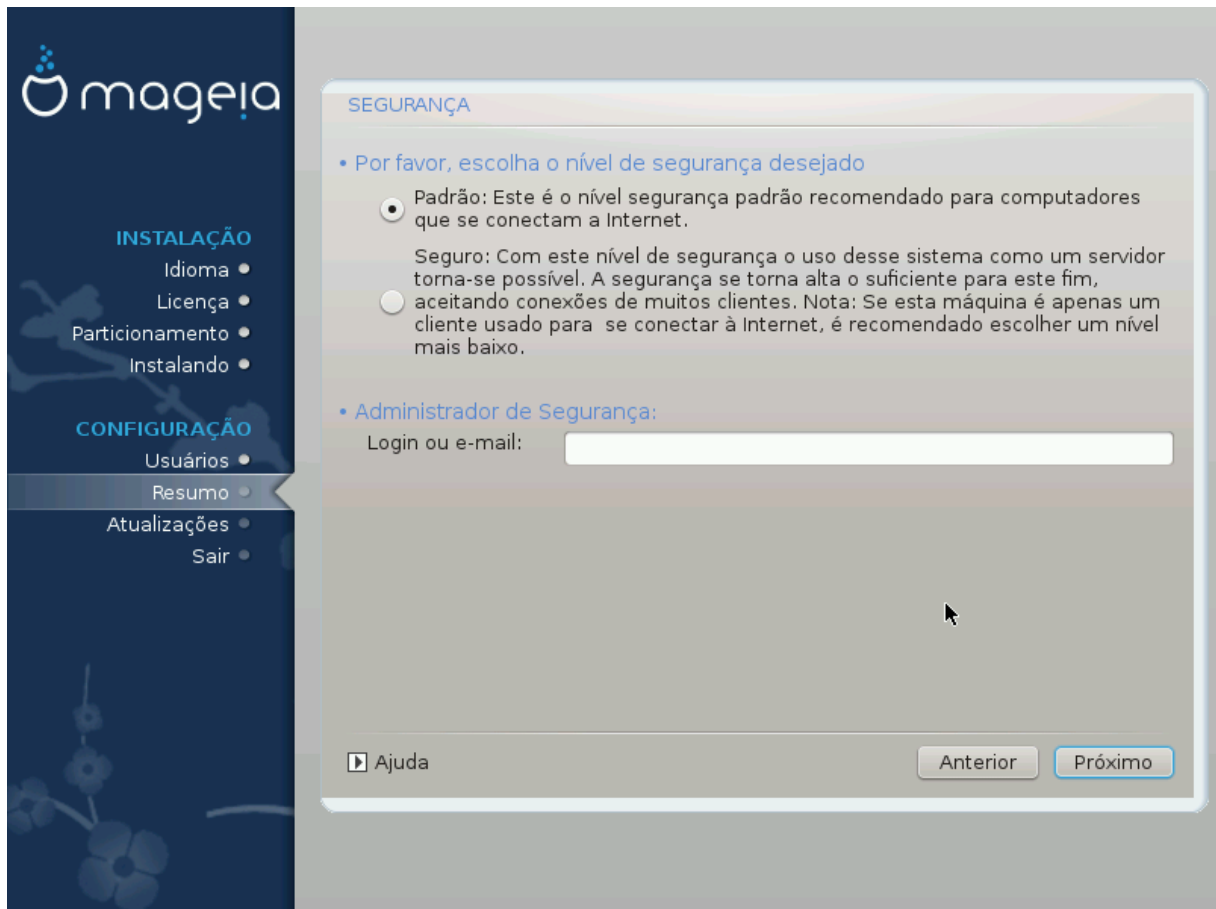 mageia
INSTALAÇÃO
Idioma
Licença
Particionamento
Instalando
CONFIGURAÇÃO
Usuários
Resumo
Atualizações
Sair
SEGURANÇA
• Por favor, escolha o nível de segurança desejado
Padrão: Este é o nível segurança padrão recomendado para computadores
que se conectam a Internet.
Seguro: Com este nível de segurança o uso desse sistema como um servidor
torna-se possível. A segurança se torna alta o suficiente para este fim,
aceitando conexões de muitos clientes. Nota: Se esta máquina é apenas um
cliente usado para  se conectar à Internet, é recomendado escolher um nível
mais baixo.
• Administrador de Segurança:
Login ou e-mail:
Ajuda
Anterior
Próximo